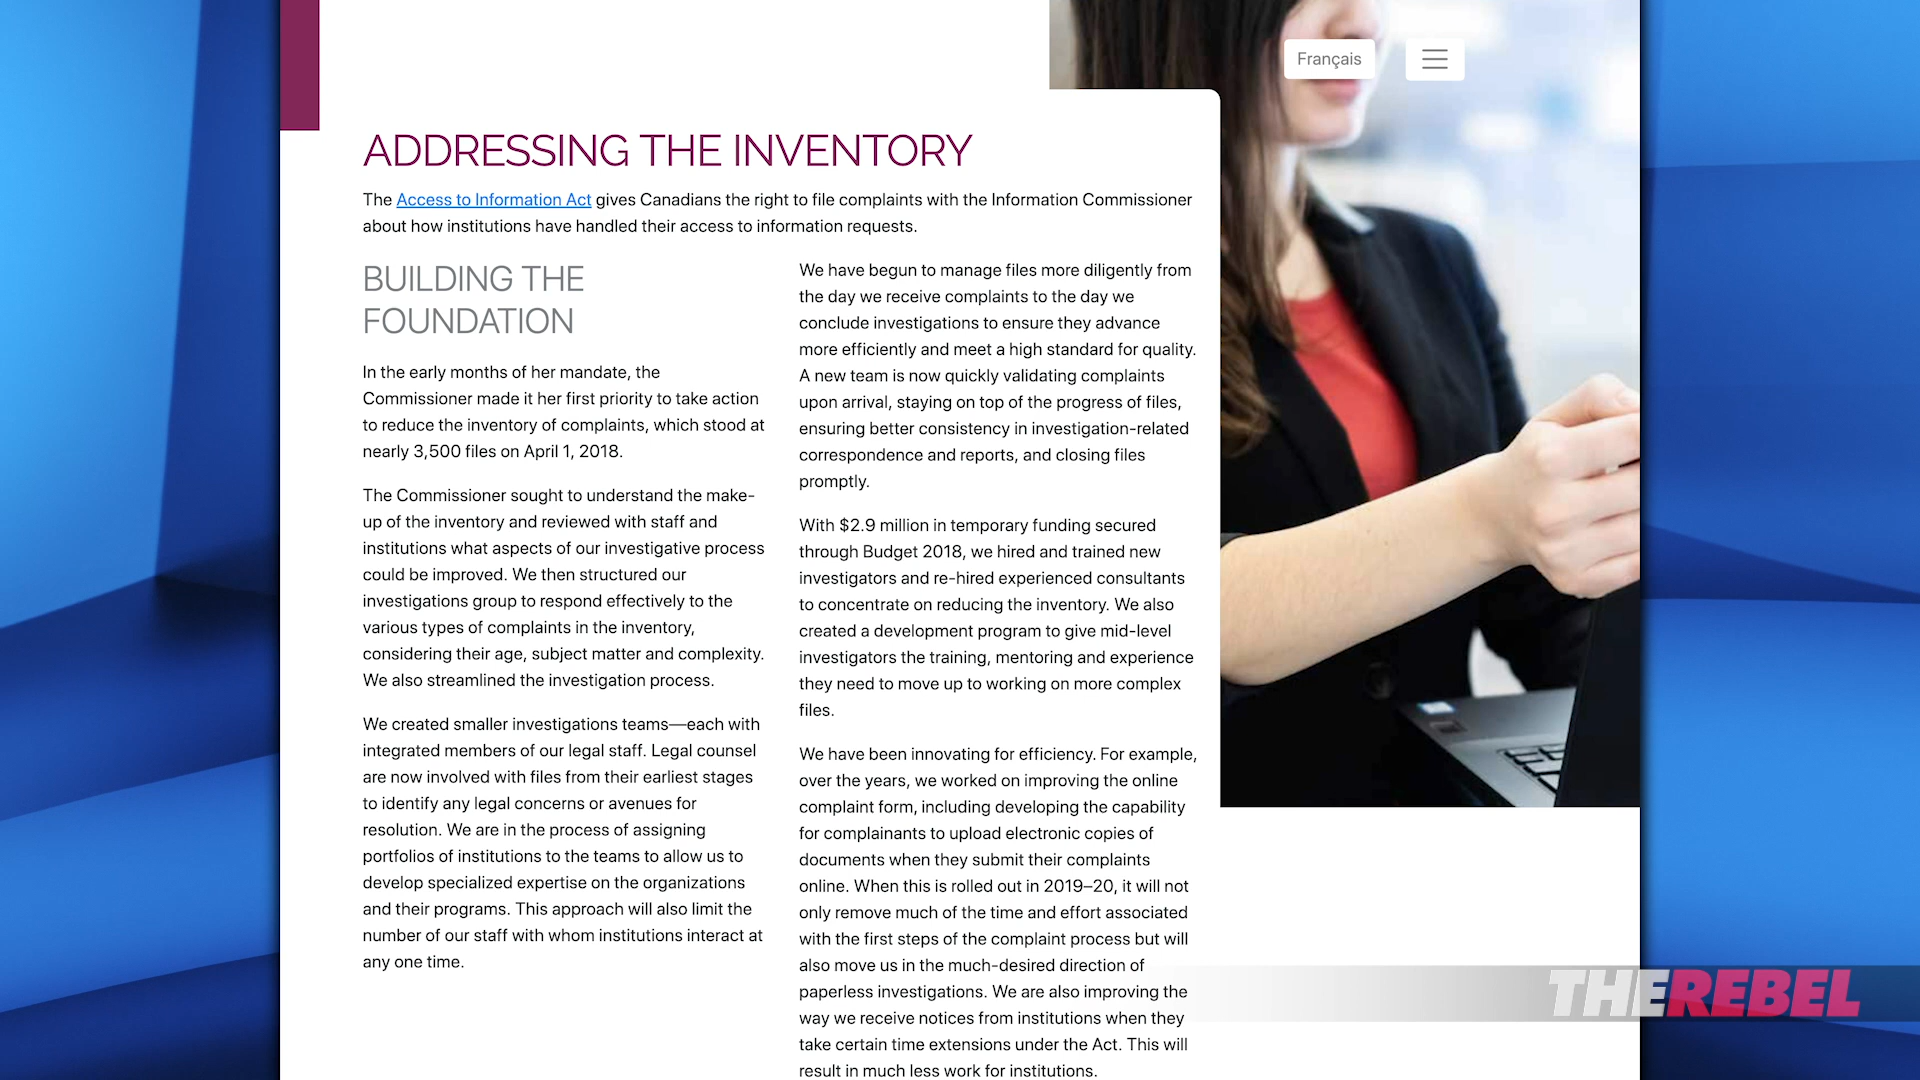 Français
ADDRESSING THE INVENTORY
The Access to Information Act gives Canadians the right to file complaints with the Information Commissioner
about how institutions have handled their access to information requests.
BUILDING THE
FOUNDATION
In the early months of her mandate, the
Commissioner made it her first priority to take action
to reduce the inventory of complaints, which stood at
nearly 3,500 files on April 1, 2018.
The Commissioner sought to understand the make-
up of the inventory and reviewed with staff and
institutions what aspects of our investigative process
could be improved. We then structured our
investigations group to respond effectively to the
various types of complaints in the inventory,
considering their age, subject matter and complexity.
We also streamlined the investigation process.
We created smaller investigations teams—each with
integrated members of our legal staff. Legal counsel
are now involved with files from their earliest stages
to identify any legal concerns or avenues for
resolution. We are in the process of assigning
portfolios of institutions to the teams to allow us to
develop specialized expertise on the organizations
and their programs. This approach will also limit the
number of our staff with whom institutions interact at
any one time.
We have begun to manage files more diligently from
the day we receive complaints to the day we
conclude investigations to ensure they advance
more efficiently and meet a high standard for quality.
A new team is now quickly validating complaints
upon arrival, staying on top of the progress of files,
ensuring better consistency in investigation-related
correspondence and reports, and closing files
promptly.
With $2.9 million in temporary funding secured
through Budget 2018, we hired and trained new
investigators and re-hired experienced consultants
to concentrate on reducing the inventory. We also
created a development program to give mid-level
investigators the training, mentoring and experience
they need to move up to working on more complex
files.
We have been innovating for efficiency. For example,
over the years, we worked on improving the online
complaint form, including developing the capability
for complainants to upload electronic copies of
documents when they submit their complaints
online. When this is rolled out in 2019–20, it will not
only remove much of the time and effort associated
with the first steps of the complaint process but will
also move us in the much-desired direction of
paperless investigations. We are also improving the
way we receive notices from institutions when they
take certain time extensions under the Act. This will
result in much less work for institutions.
THEREBEL